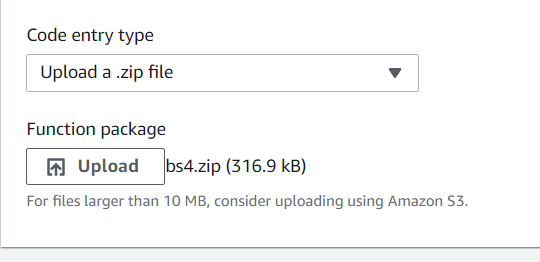 Code entry type
Upload a .zip file
Function package
Upload bs4.zip (316.9 kB)
For files larger than 10 MB, consider uploading using Amazon S3.